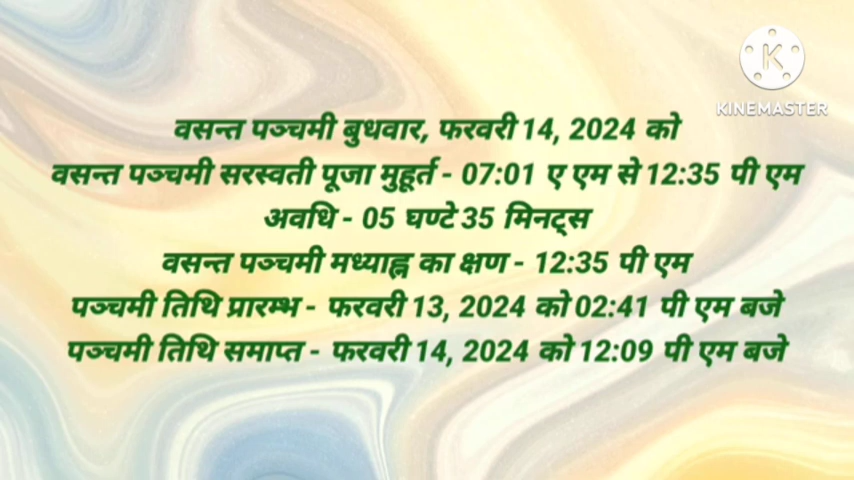 KINEMASTER
वसन्त पञ्चमी बुधवार, फरवरी 14, 2024 को
वसन्त पञ्चमी सरस्वती पूजा मुहूर्त - 07:01 ए एम से 12:35 पी एम
अवधि - 05 घण्टे 35 मिनट्स
वसन्त पञ्चमी मध्याह्न का क्षण - 12:35 पी एम
पञ्चमी तिथि प्रारम्भ - फरवरी 13, 2024 को 02:41 पी एम बजे
पञ्चमी तिथि समाप्त - फरवरी 14, 2024 को 12:09 पी एम बजे